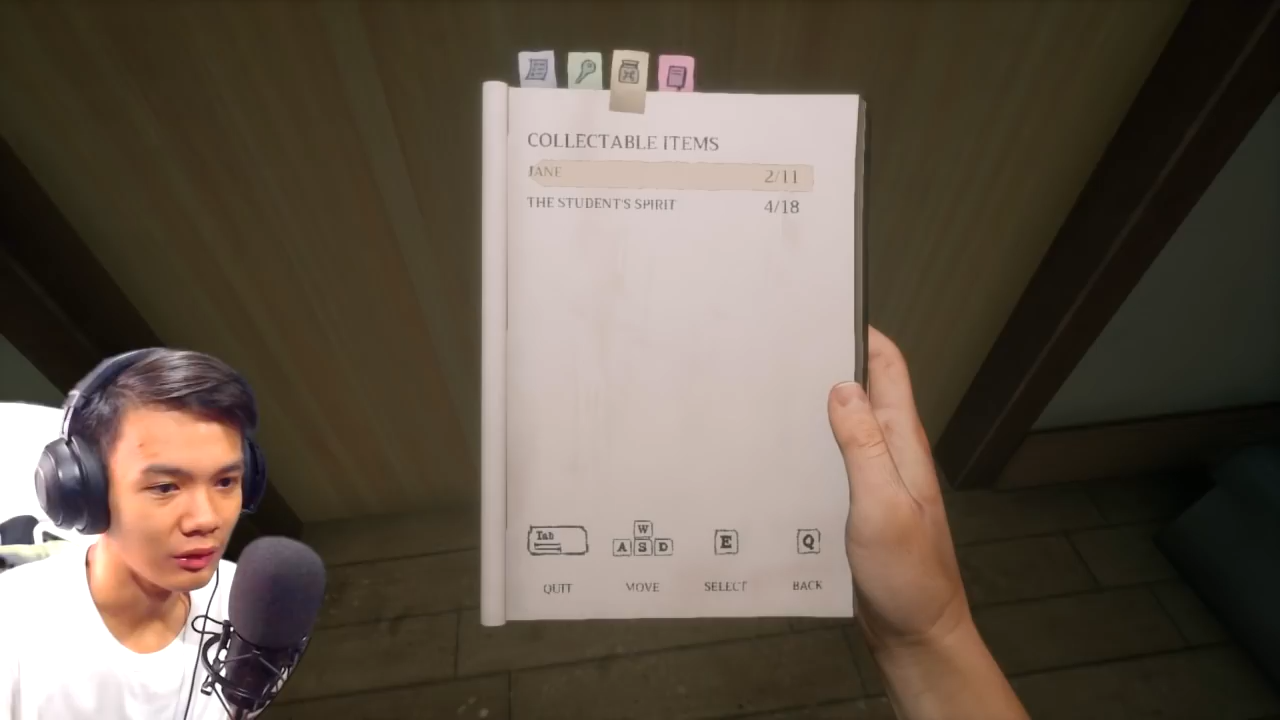 COLLECTABLE ITEMS
JANE 2/11
THE STUDENT'S SPIRIT 4/18
Tab W A S D E Q
QUIT MOVE SELECT BACK